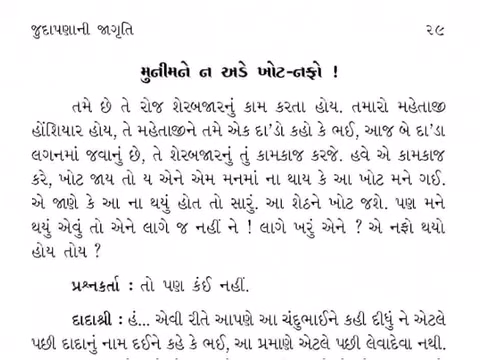 જુદાપણાની જાગૃતિ ૨૯
મુનીમને ન અડે ખોટ-નફો !
તમે છે તે રોજ શેરબજારનું કામ કરતા હોય. તમારો મહેતાજી
હોંશિયાર હોય, તે મહેતાજીને તમે એક દા'ડો કહો કે ભઈ, આજ બે દા'ડા
લગનમાં જવાનું છે, તે શેરબજારનું તું કામકાજ કરજે. હવે એ કામકાજ
કરે, ખોટ જાય તો ય એને એમ મનમાં ના થાય કે આ ખોટ મને ગઈ.
એ જાણે કે આ ના થયું હોત તો સારું. આ શેઠને ખોટ જશે. પણ મને
થયું એવું તો એને લાગે જ નહીં ને ! લાગે ખરું એને ? એ નફો થયો
હોય તોય ?
પ્રશ્નકર્તા : તો પણ કંઈ નહીં.
દાદાશ્રી : હં... એવી રીતે આપણે આ ચંદુભાઈને કહી દીધું ને એટલે
પછી દાદાનું નામ દઈને કહે કે ભઈ, આ પ્રમાણે એટલે પછી લેવાદેવા નથી.